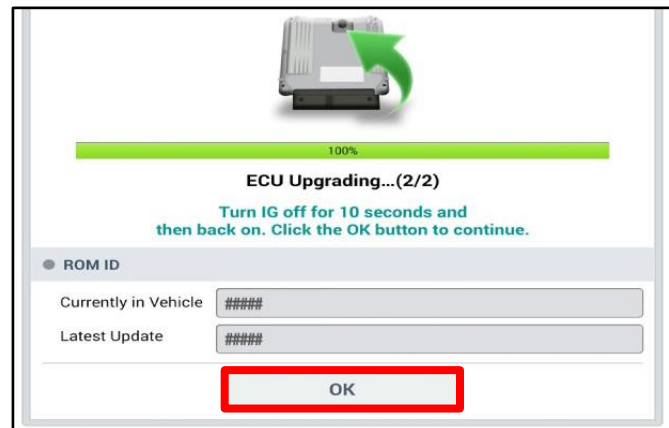 100%
ECU Upgrading...(2/2)
Turn IG off for 10 seconds and
then back on. Click the OK button to continue.
ROM ID
Currently in Vehicle #####
Latest Update #####
OK